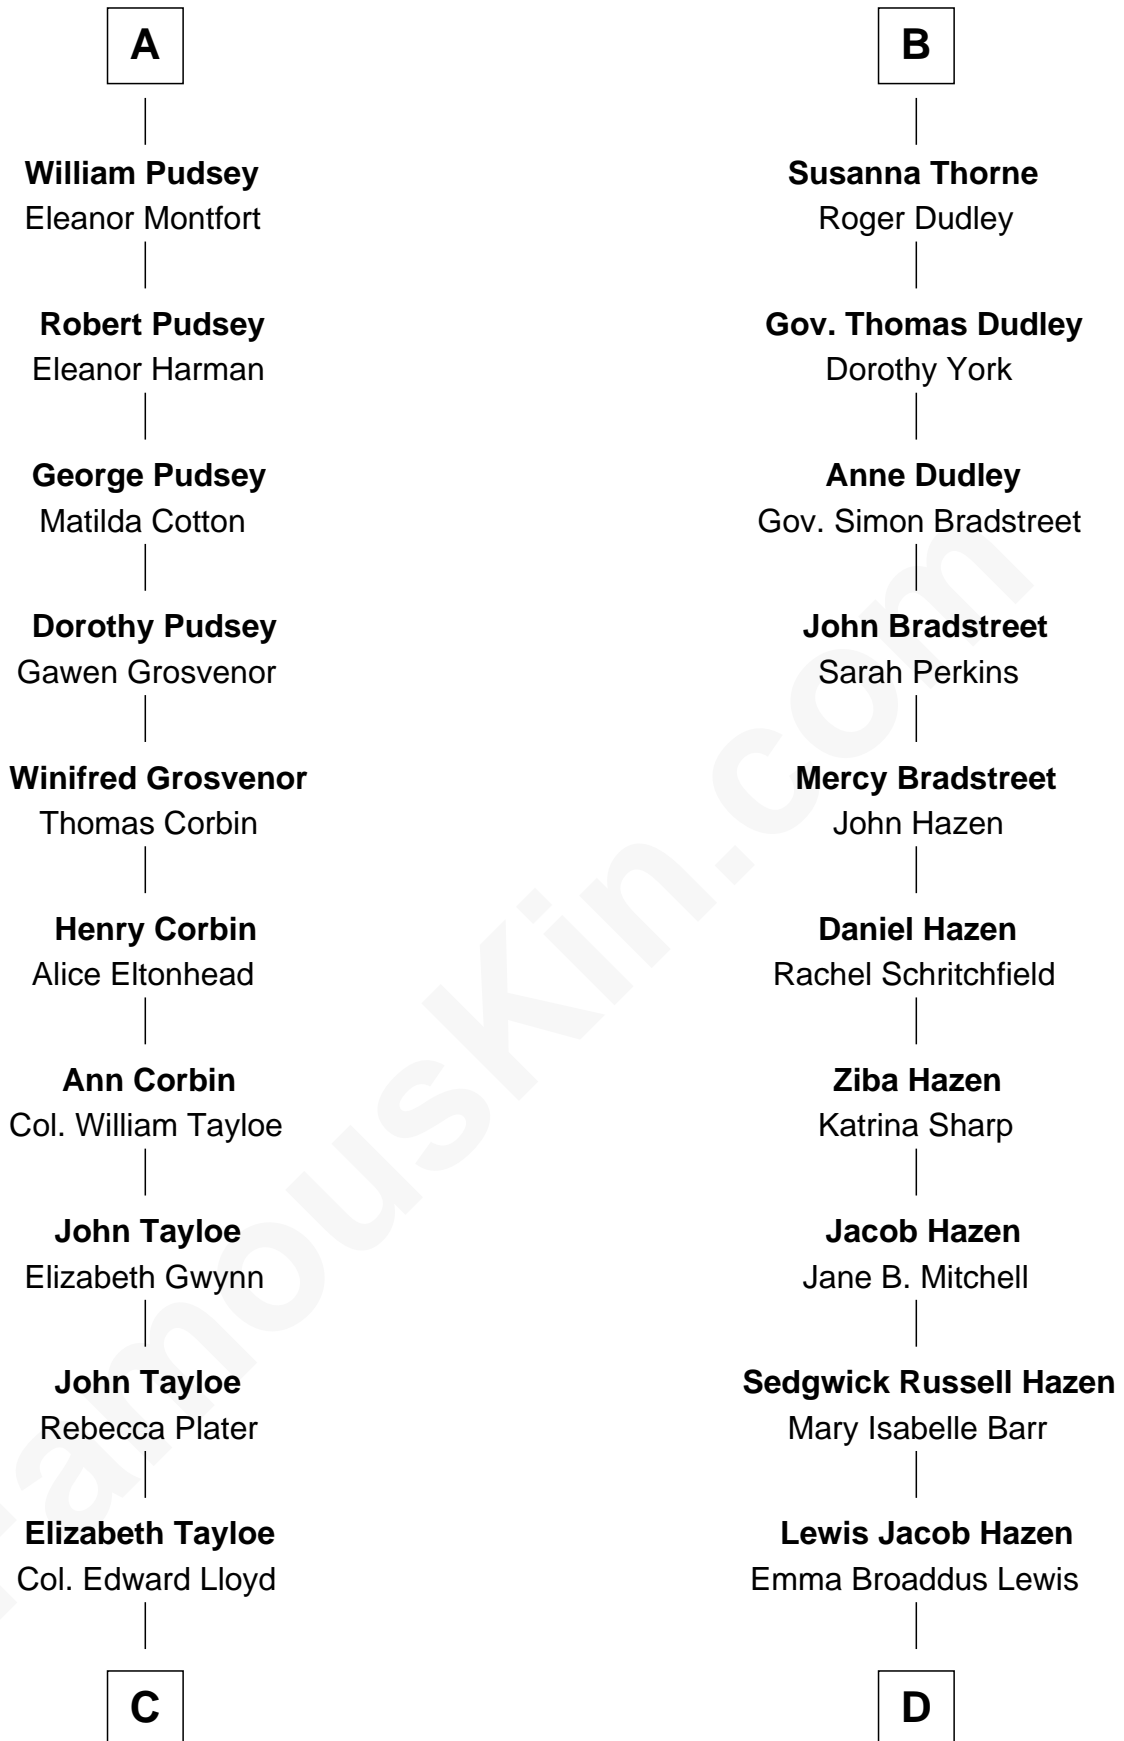 A
William Pudsey
Eleanor Montfort
Robert Pudsey
Eleanor Harman
George Pudsey
Matilda Cotton
Dorothy Pudsey
Gawen Grosvenor
Winifred Grosvenor
Thomas Corbin
Henry Corbin
Alice Eltonhead
Ann Corbin
Col. William Tayloe
John Tayloe
Elizabeth Gwynn
John Tayloe
Rebecca Plater
Elizabeth Tayloe
Col. Edward Lloyd
C
B
Susanna Thorne
Roger Dudley
Gov. Thomas Dudley
Dorothy York
Anne Dudley
Gov. Simon Bradstreet
John Bradstreet
Sarah Perkins
Mercy Bradstreet
John Hazen
Daniel Hazen
Rachel Schritchfield
Ziba Hazen
Katrina Sharp
Jacob Hazen
Jane B. Mitchell
Sedgwick Russell Hazen
Mary Isabelle Barr
Lewis Jacob Hazen
Emma Broaddus Lewis
D
FamousKin.com